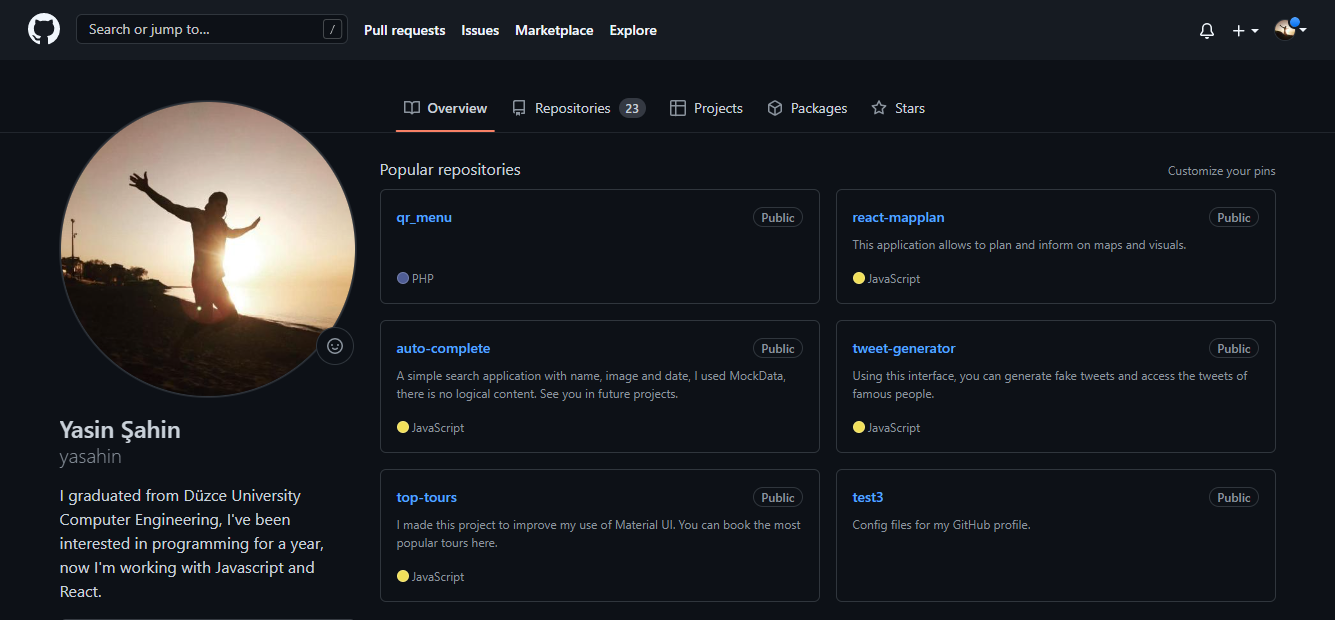 Search or jump to... /
Pull requests Issues Marketplace Explore
Overview Repositories 23 Projects Packages Stars
Popular repositories
Customize your pins
qr_menu Public
PHP
react-mapplan Public
This application allows to plan and inform on maps and visuals.
JavaScript
auto-complete Public
A simple search application with name, image and date, I used MockData,
there is no logical content. See you in future projects.
JavaScript
tweet-generator Public
Using this interface, you can generate fake tweets and access the tweets of
famous people.
JavaScript
top-tours Public
I made this project to improve my use of Material UI. You can book the most
popular tours here.
JavaScript
test3 Public
Config files for my GitHub profile.
Yasin Şahin
yasahin
I graduated from Düzce University
Computer Engineering, I've been
interested in programming for a year,
now I'm working with Javascript and
React.